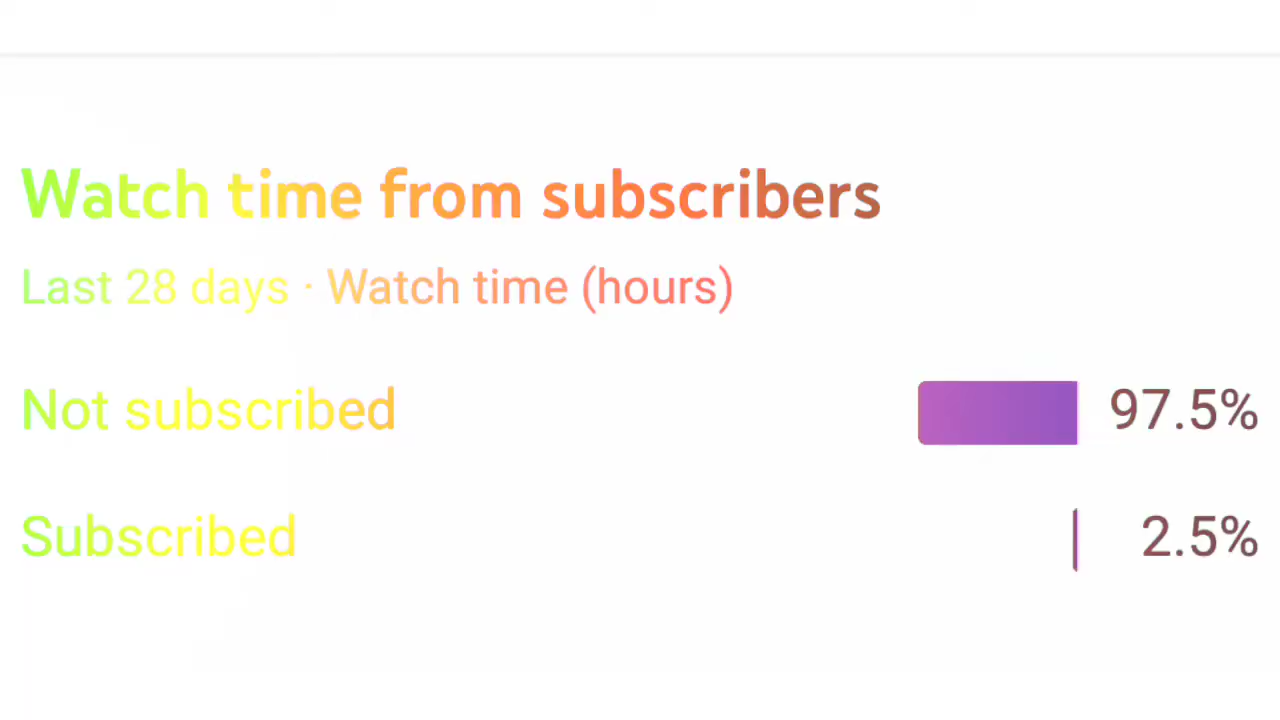 Watch time from subscribers
Last 28 days · Watch time (hours)
Not subscribed 97.5%
Subscribed 2.5%